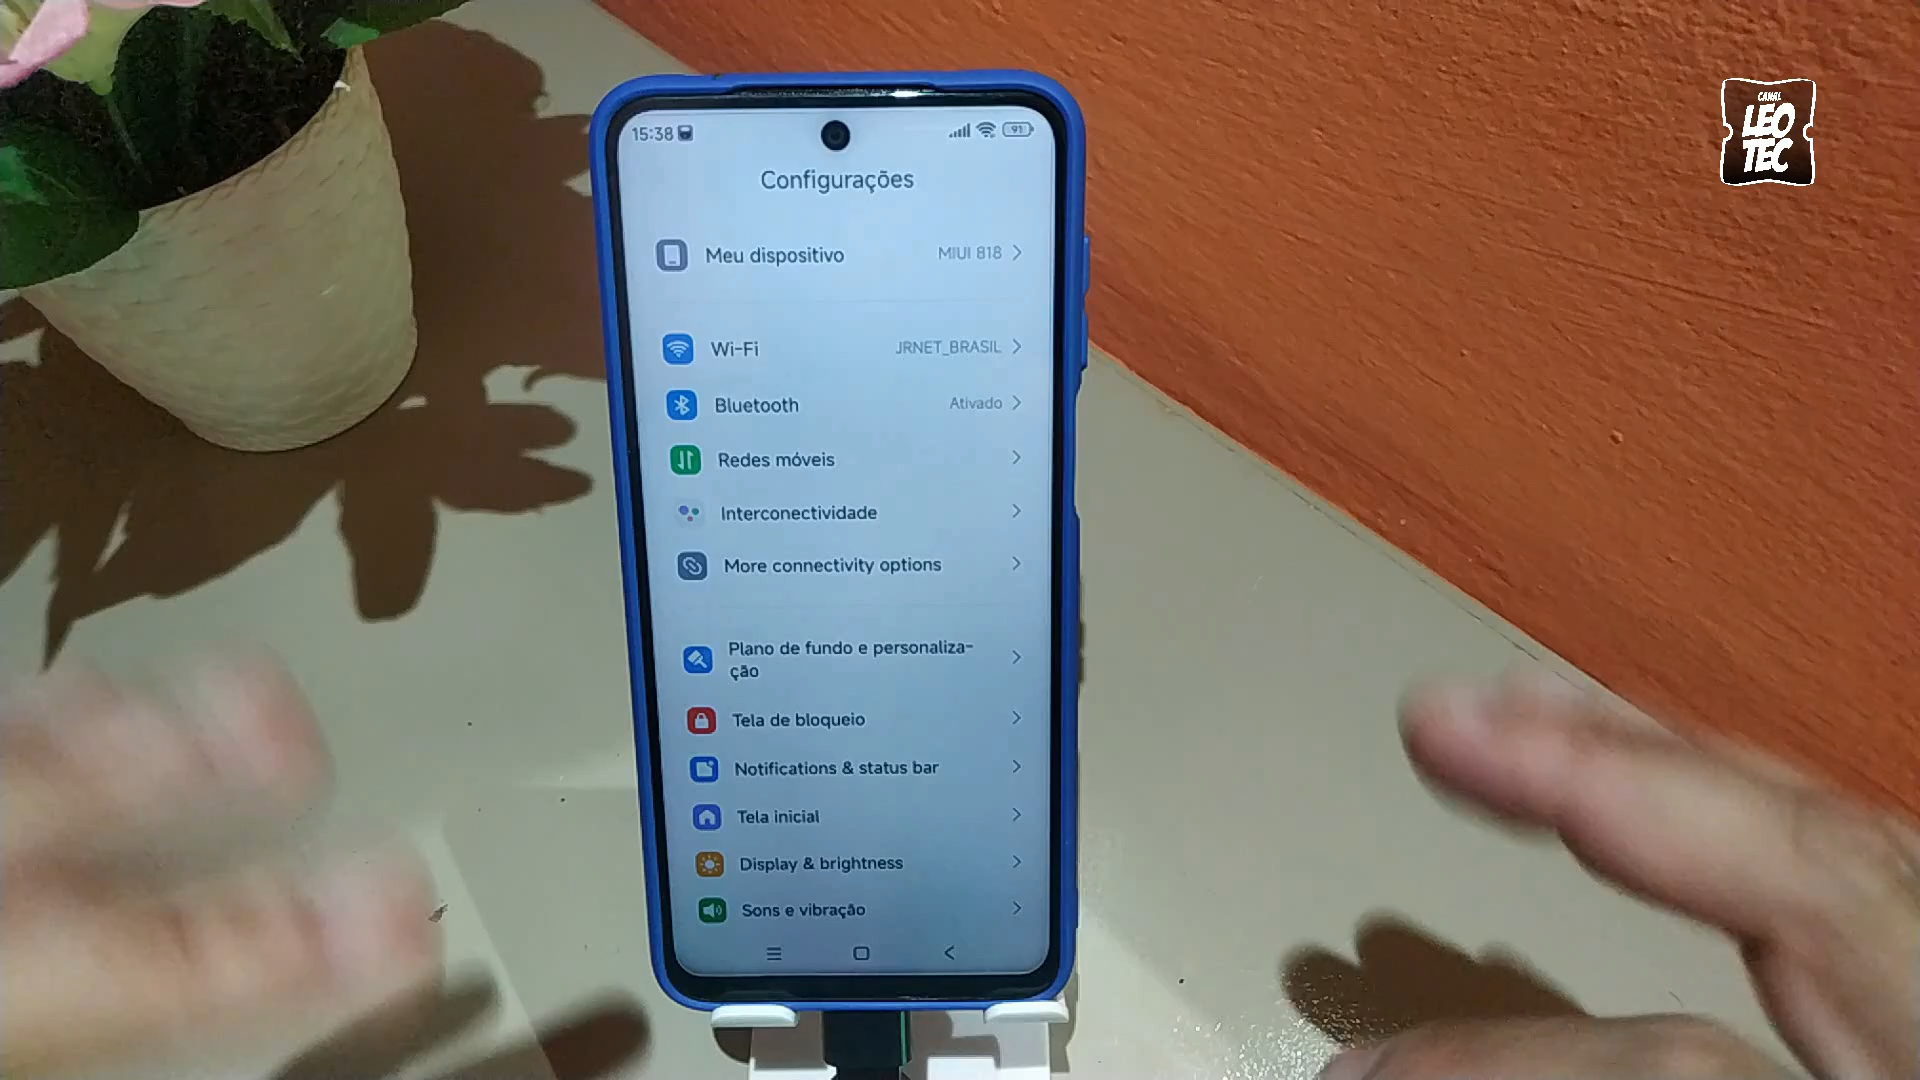 CANAL
LEO
TEC
15:38
91
Configurações
Meu dispositivo MIUI 818
Wi-Fi JRNET_BRASIL
Bluetooth Ativado
Redes móveis
Interconectividade
More connectivity options
Plano de fundo e personaliza-
ção
Tela de bloqueio
Notifications & status bar
Tela inicial
Display & brightness
Sons e vibração